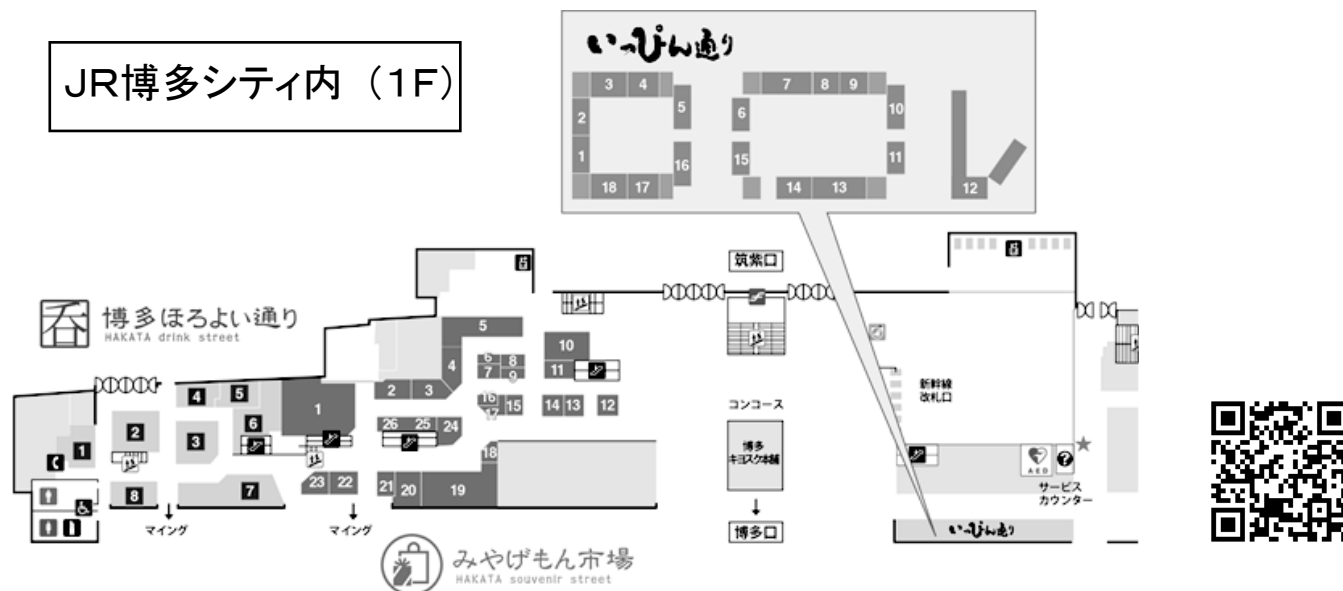 JR博多シティ内 (1F)
いっぴん通り
3 4 5 7 8 9 10
2 6
1 16 15 11
18 17 14 13 12
筑紫口
呑
博多ほろよい通り
HAKATA drink street
5
10
4
6 8
7 9
11
新幹線
改札口
コンコース
4 5
1
2 3
16
17 15 14 13 12
2
3
6
26 25 24
1
博多
キヨスク本舗
18
AED
?
サービス
カウンター
8
7
23 22 21 20 19
マイング
マイング
博多口
いっぴん通り
みやげもん市場
HAKATA souvenir street